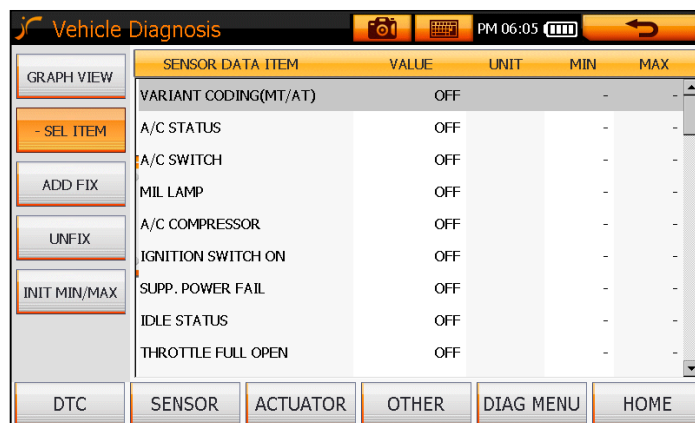 Vehicle Diagnosis
PM 06:05
GRAPH VIEW
- SEL ITEM
ADD FIX
UNFIX
INIT MIN/MAX
SENSOR DATA ITEM VALUE UNIT MIN MAX
VARIANT CODING(MT/AT) OFF - -
A/C STATUS OFF - -
A/C SWITCH OFF - -
MIL LAMP OFF - -
A/C COMPRESSOR OFF - -
IGNITION SWITCH ON OFF - -
SUPP. POWER FAIL OFF - -
IDLE STATUS OFF - -
THROTTLE FULL OPEN OFF - -
DTC SENSOR ACTUATOR OTHER DIAG MENU HOME